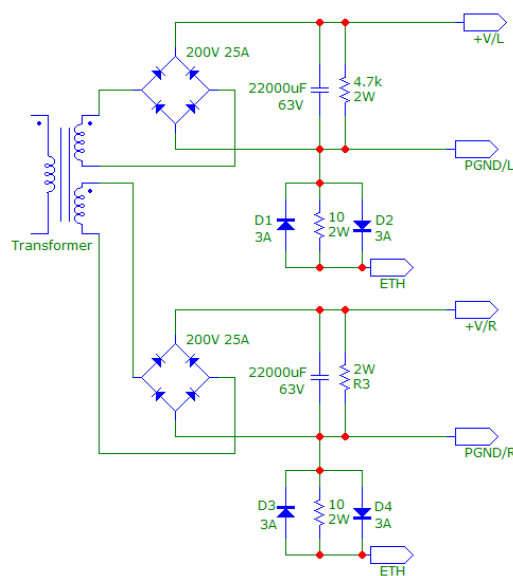 200V 25A
+V/L
22000uF
63V
4.7k
2W
PGND/L
Transformer
D1
3A
10
2W
D2
3A
ETH
+V/R
200V 25A
22000uF
63V
2W
R3
PGND/R
D3
3A
10
2W
D4
3A
ETH